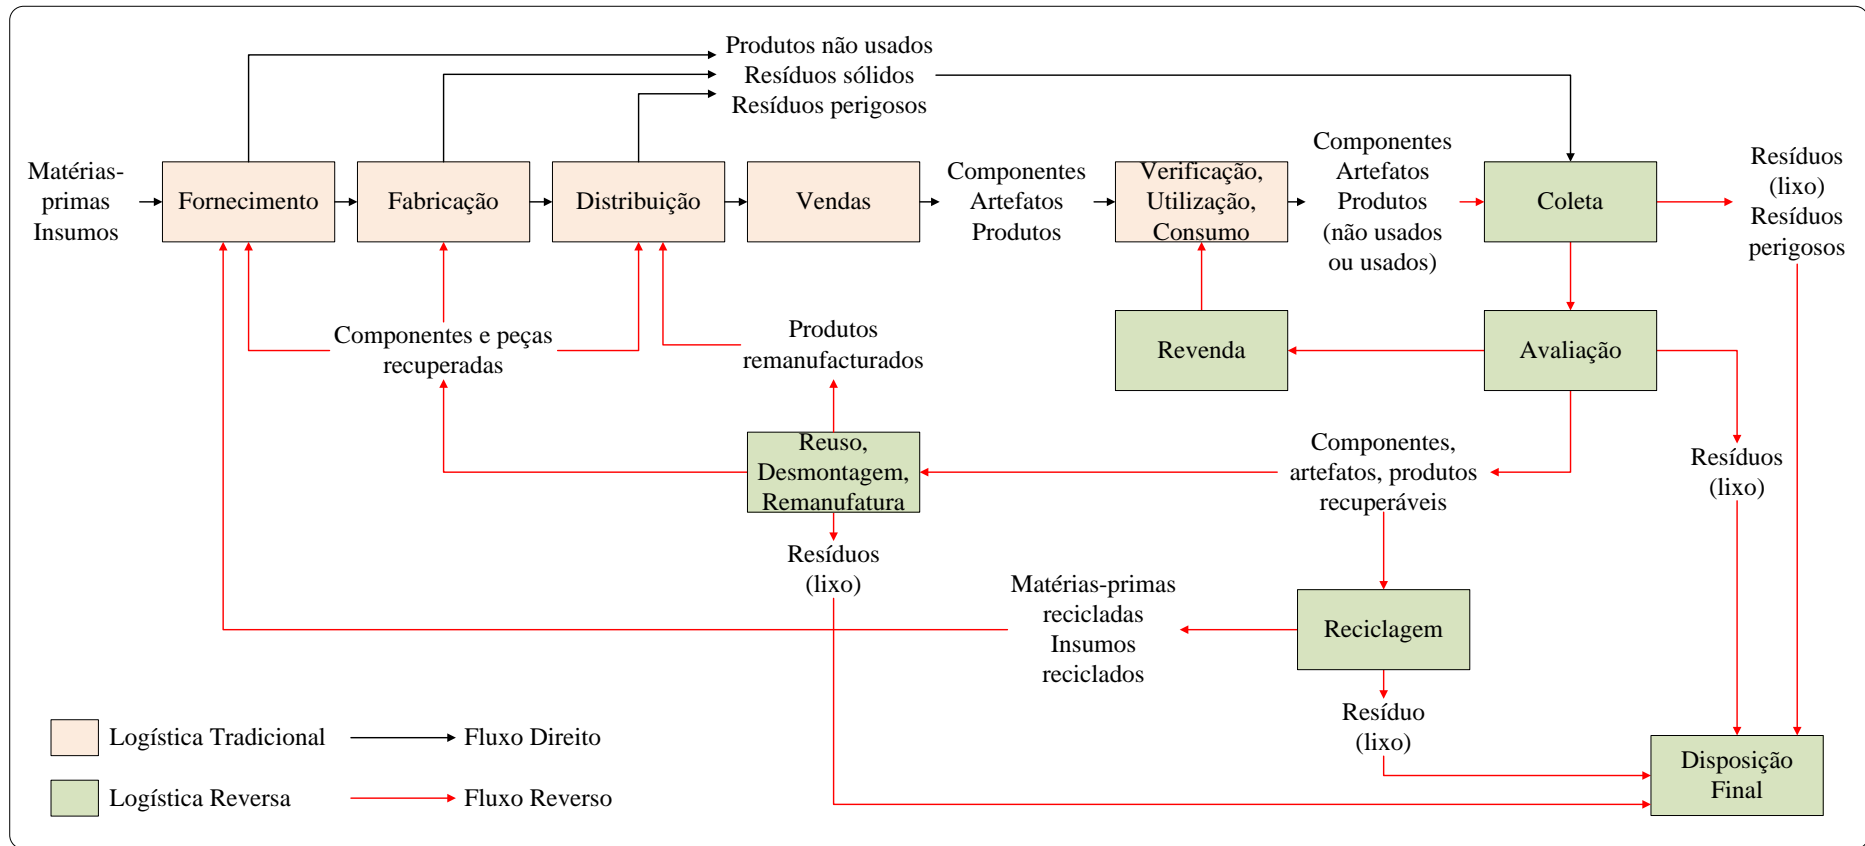 Produtos não usados
Resíduos sólidos
Resíduos perigosos
Matérias-
primas
Insumos
Fornecimento
Fabricação
Distribuição
Vendas
Componentes
Artefatos
Produtos
Verificação,
Utilização,
Consumo
Componentes
Artefatos
Produtos
(não usados
ou usados)
Coleta
Resíduos
(lixo)
Resíduos
perigosos
Componentes e peças
recuperadas
Produtos
remanufacturados
Revenda
Avaliação
Reuso,
Desmontagem,
Remanufatura
Componentes,
artefatos, produtos
recuperáveis
Resíduos
(lixo)
Resíduos
(lixo)
Matérias-primas
recicladas
Insumos
reciclados
Reciclagem
Resíduo
(lixo)
Disposição
Final
Logística Tradicional
Fluxo Direito
Logística Reversa
Fluxo Reverso